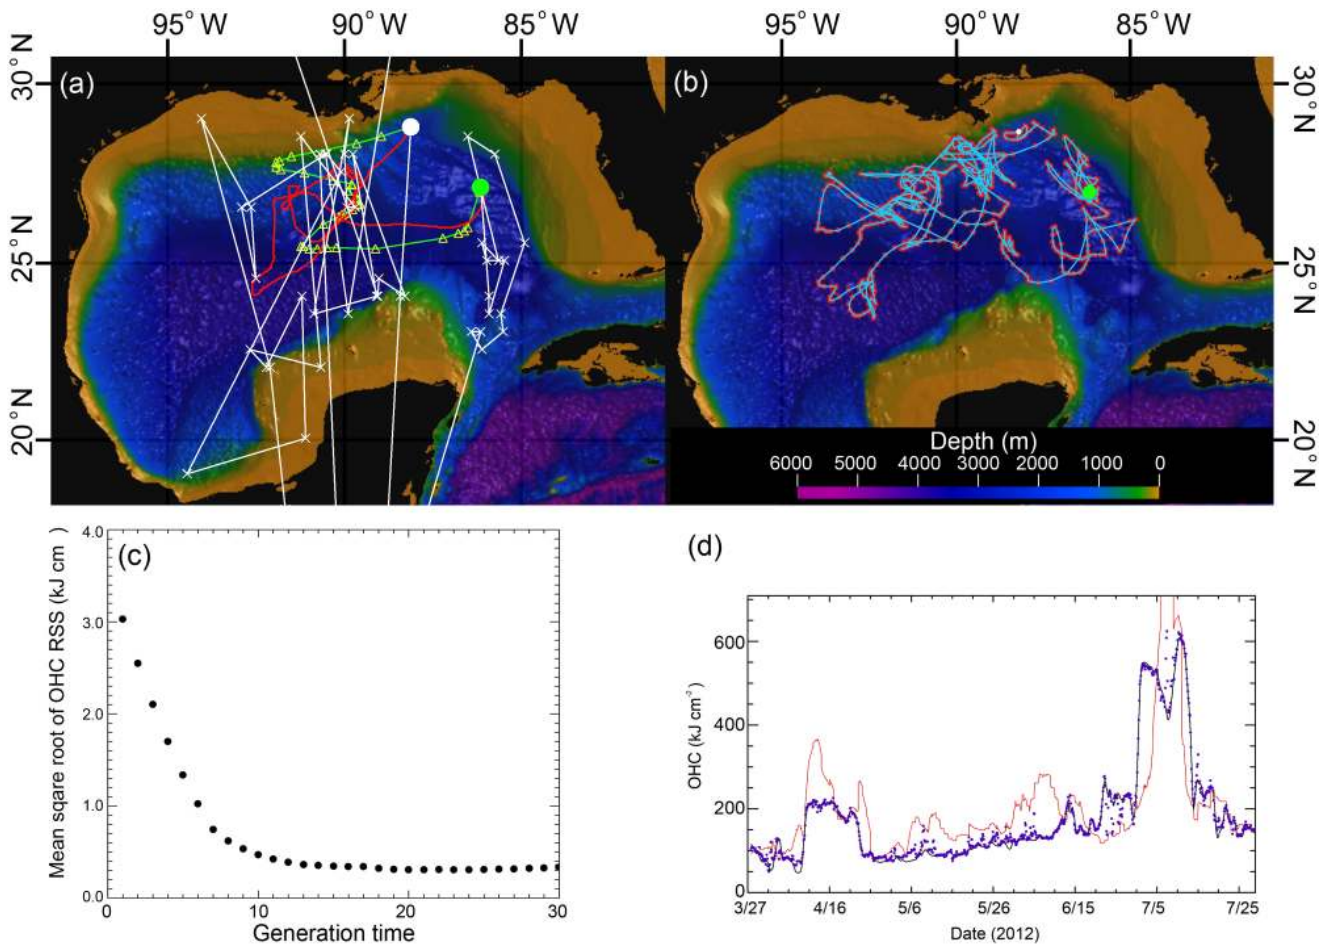 95°W 90°W 85°W 95°W 90°W 85°W
30°N (a) (b) 30°N
25°N 25°N
20°N 20°N
Depth (m)
6000 5000 4000 3000 2000 1000 0
(c) (d)
Mean sqare root of OHC RSS (kJ cm )
4.0
3.0
2.0
1.0
0.0
0 10 20 30
Generation time
OHC (kJ cm⁻²)
600
400
200
0
3/27 4/16 5/6 5/26 6/15 7/5 7/25
Date (2012)